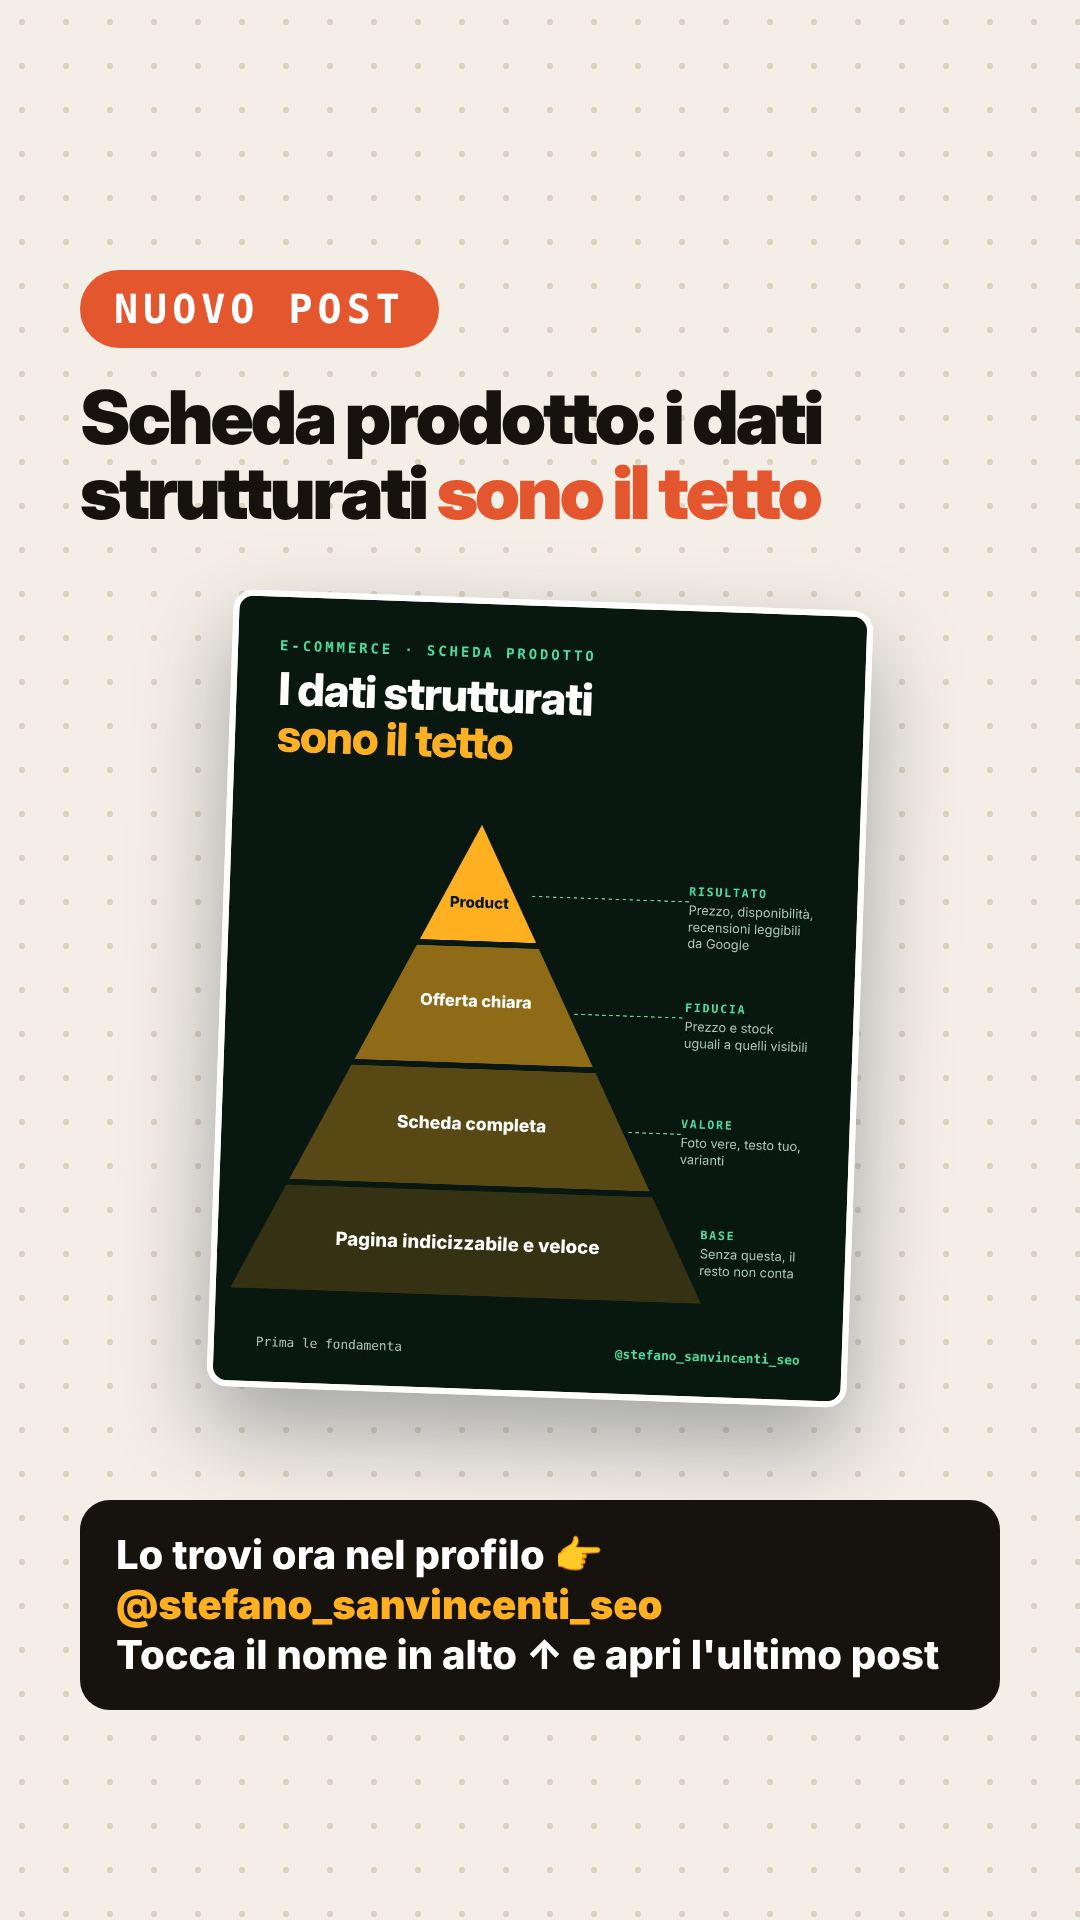 NUOVO POST
Scheda prodotto: i dati
strutturati sono il tetto
E-COMMERCE · SCHEDA PRODOTTO
I dati strutturati
sono il tetto
Product
RISULTATO
Prezzo, disponibilità,
recensioni leggibili
da Google
Offerta chiara
FIDUCIA
Prezzo e stock
uguali a quelli visibili
Scheda completa
VALORE
Foto vere, testo tuo,
varianti
Pagina indicizzabile e veloce
BASE
Senza questa, il
resto non conta
Prima le fondamenta
@stefano_sanvincenti_seo
Lo trovi ora nel profilo 👉
@stefano_sanvincenti_seo
Tocca il nome in alto ↑ e apri l'ultimo post